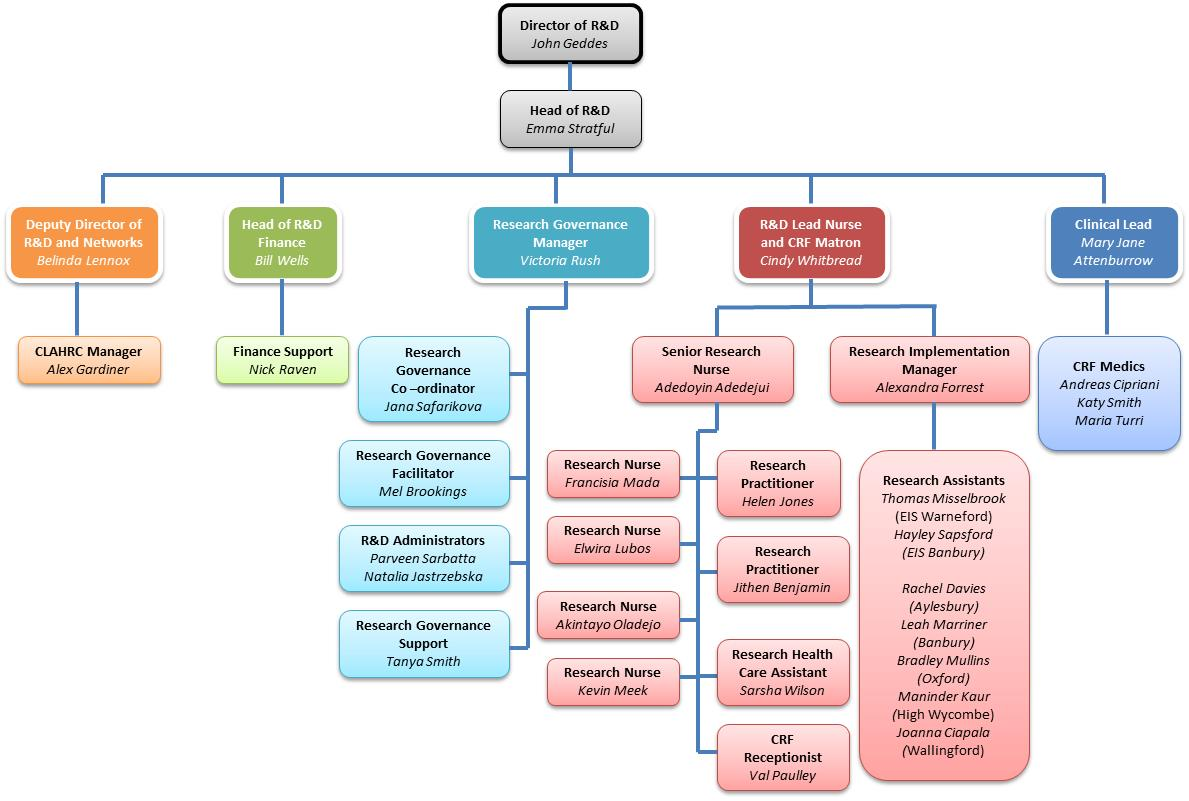 Director of R&D
John Geddes
Head of R&D
Emma Stratful
Deputy Director of
R&D and Networks
Belinda Lennox
Head of R&D
Finance
Bill Wells
Research Governance
Manager
Victoria Rush
R&D Lead Nurse
and CRF Matron
Cindy Whitbread
Clinical Lead
Mary Jane
Attenburrow
CLAHRC Manager
Alex Gardiner
Finance Support
Nick Raven
Research
Governance
Co –ordinator
Jana Safarikova
Research Governance
Facilitator
Mel Brookings
R&D Administrators
Parveen Sarbatta
Natalia Jastrzebska
Research Governance
Support
Tanya Smith
Senior Research
Nurse
Adedoyin Adedejui
Research Nurse
Francisia Mada
Research Nurse
Elwira Lubos
Research Nurse
Akintayo Oladejo
Research Nurse
Kevin Meek
Research
Practitioner
Helen Jones
Research
Practitioner
Jithen Benjamin
Research Health
Care Assistant
Sarsha Wilson
CRF
Receptionist
Val Paulley
Research Implementation
Manager
Alexandra Forrest
Research Assistants
Thomas Misselbrook
(EIS Warneford)
Hayley Sapsford
(EIS Banbury)
Rachel Davies
(Aylesbury)
Leah Marriner
(Banbury)
Bradley Mullins
(Oxford)
Maninder Kaur
(High Wycombe)
Joanna Ciapala
(Wallingford)
CRF Medics
Andreas Cipriani
Katy Smith
Maria Turri